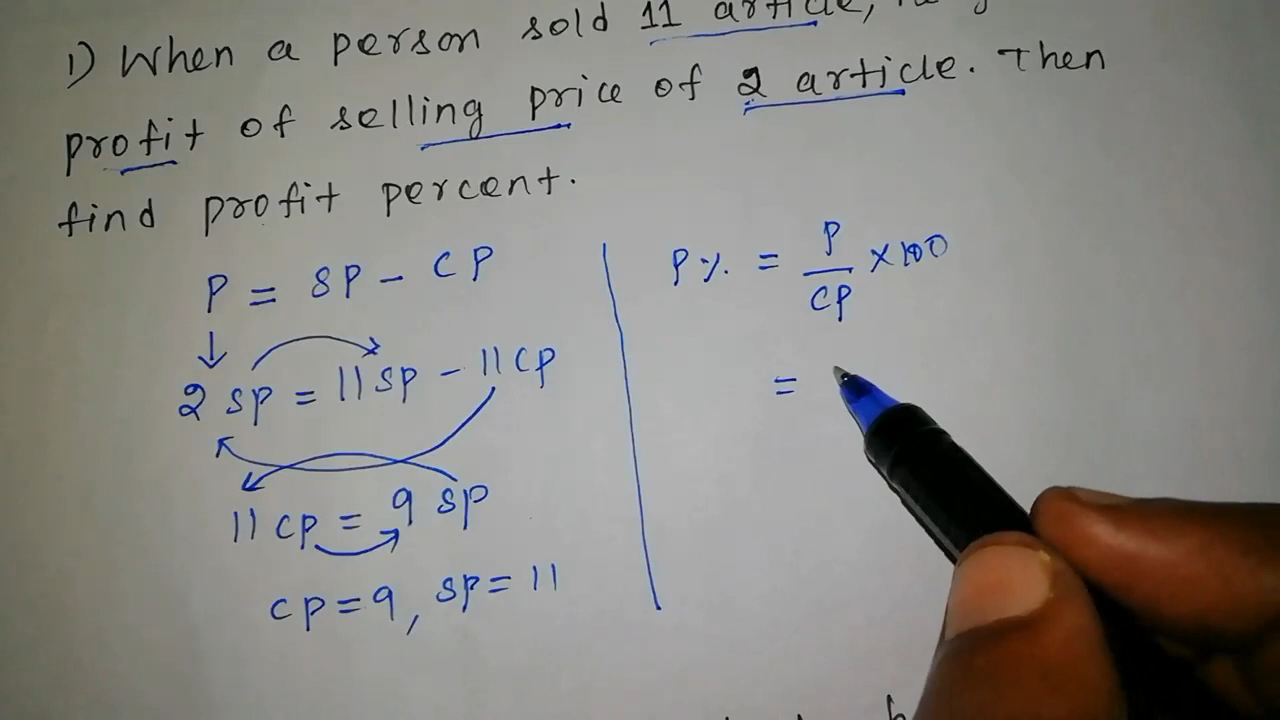 1) When a person sold 11 article,
profit of selling price of 2 article. Then
find profit percent.
P = SP - CP
↓
2 SP = 11 SP - 11 CP
11 CP = 9 SP
CP = 9, SP = 11
P % = P/CP × 100
=